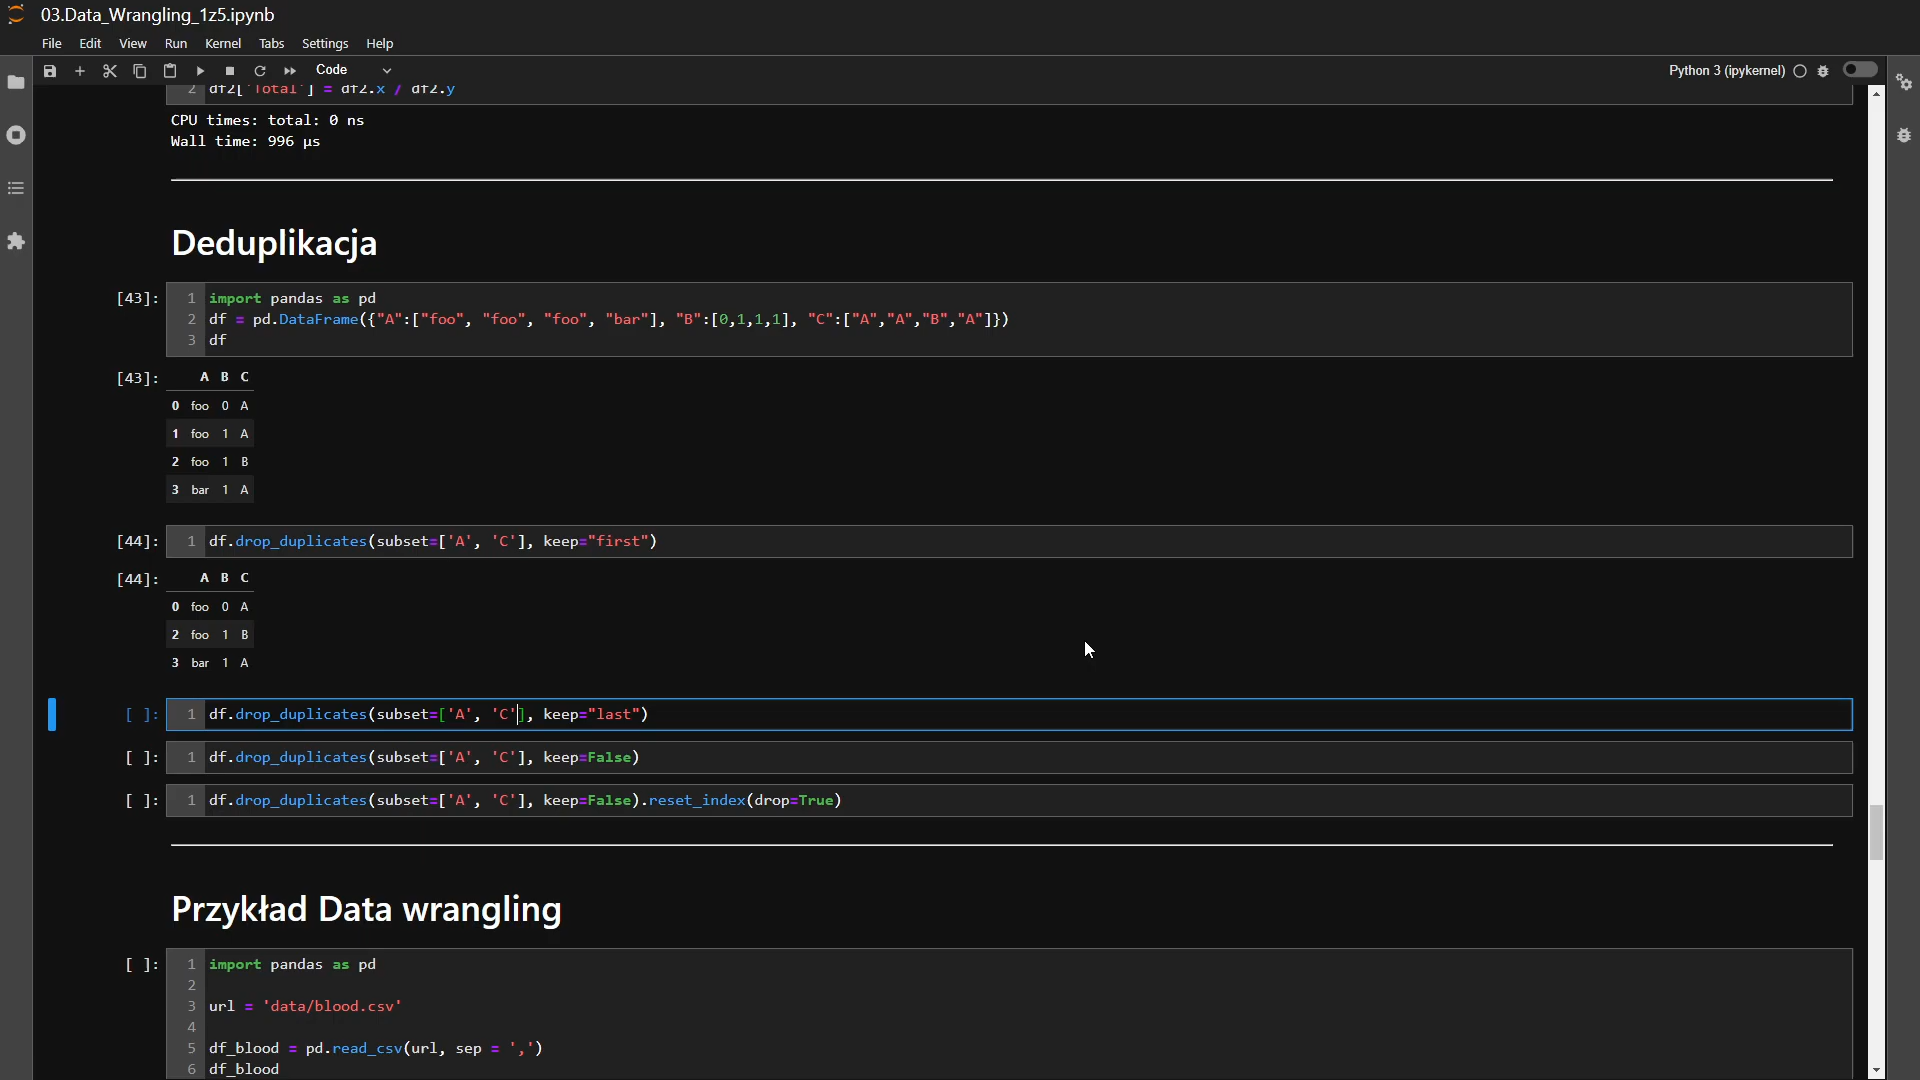 03.Data_Wrangling_1z5.ipynb
File Edit View Run Kernel Tabs Settings Help
Code
Python 3 (ipykernel)
2 df2['Total'] = df2.x / df2.y
CPU times: total: 0 ns
Wall time: 996 µs
Deduplikacja
[43]:
1 import pandas as pd
2 df = pd.DataFrame({"A":["foo", "foo", "foo", "bar"], "B":[0,1,1,1], "C":["A","A","B","A"]})
3 df
[43]:
A B C
0 foo 0 A
1 foo 1 A
2 foo 1 B
3 bar 1 A
[44]:
1 df.drop_duplicates(subset=['A', 'C'], keep="first")
[44]:
A B C
0 foo 0 A
2 foo 1 B
3 bar 1 A
[ ]:
1 df.drop_duplicates(subset=['A', 'C'], keep="last")
[ ]:
1 df.drop_duplicates(subset=['A', 'C'], keep=False)
[ ]:
1 df.drop_duplicates(subset=['A', 'C'], keep=False).reset_index(drop=True)
Przykład Data wrangling
[ ]:
1 import pandas as pd
2
3 url = 'data/blood.csv'
4
5 df_blood = pd.read_csv(url, sep = ',')
6 df_blood